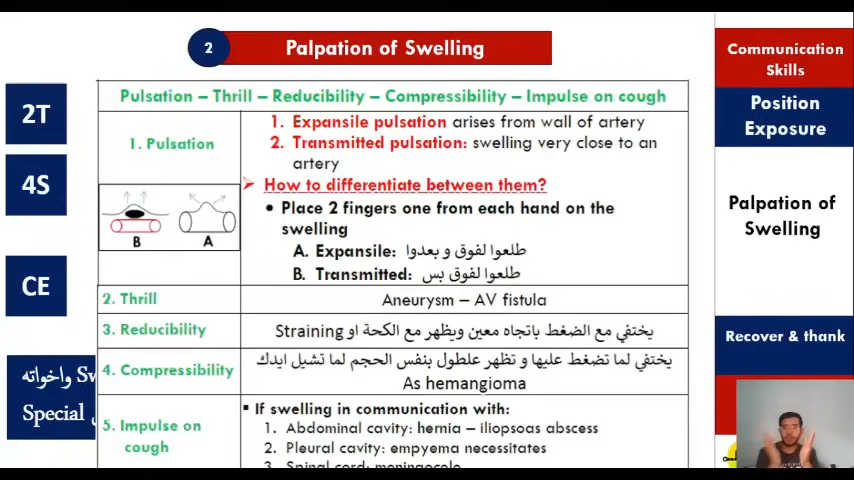 2
Palpation of Swelling
Communication
Skills
Position
Exposure
Palpation of
Swelling
Recover & thank
2T
4S
CE
واخواته Sw
Special
Pulsation – Thrill – Reducibility – Compressibility – Impulse on cough
1. Pulsation
B
A
1. Expansile pulsation arises from wall of artery
2. Transmitted pulsation: swelling very close to an
artery
How to differentiate between them?
• Place 2 fingers one from each hand on the
swelling
A. Expansile: طلعوا لفوق و بعدوا
B. Transmitted: طلعوا لفوق بس
2. Thrill
Aneurysm – AV fistula
3. Reducibility
يختفي مع الضغط باتجاه معين ويظهر مع الكحة او Straining
4. Compressibility
يختفي لما تضغط عليها و تظهر علطول بنفس الحجم لما تشيل ايدك
As hemangioma
5. Impulse on
cough
If swelling in communication with:
1. Abdominal cavity: hernia – iliopsoas abscess
2. Pleural cavity: empyema necessitates
3. Spinal cord: meningocele